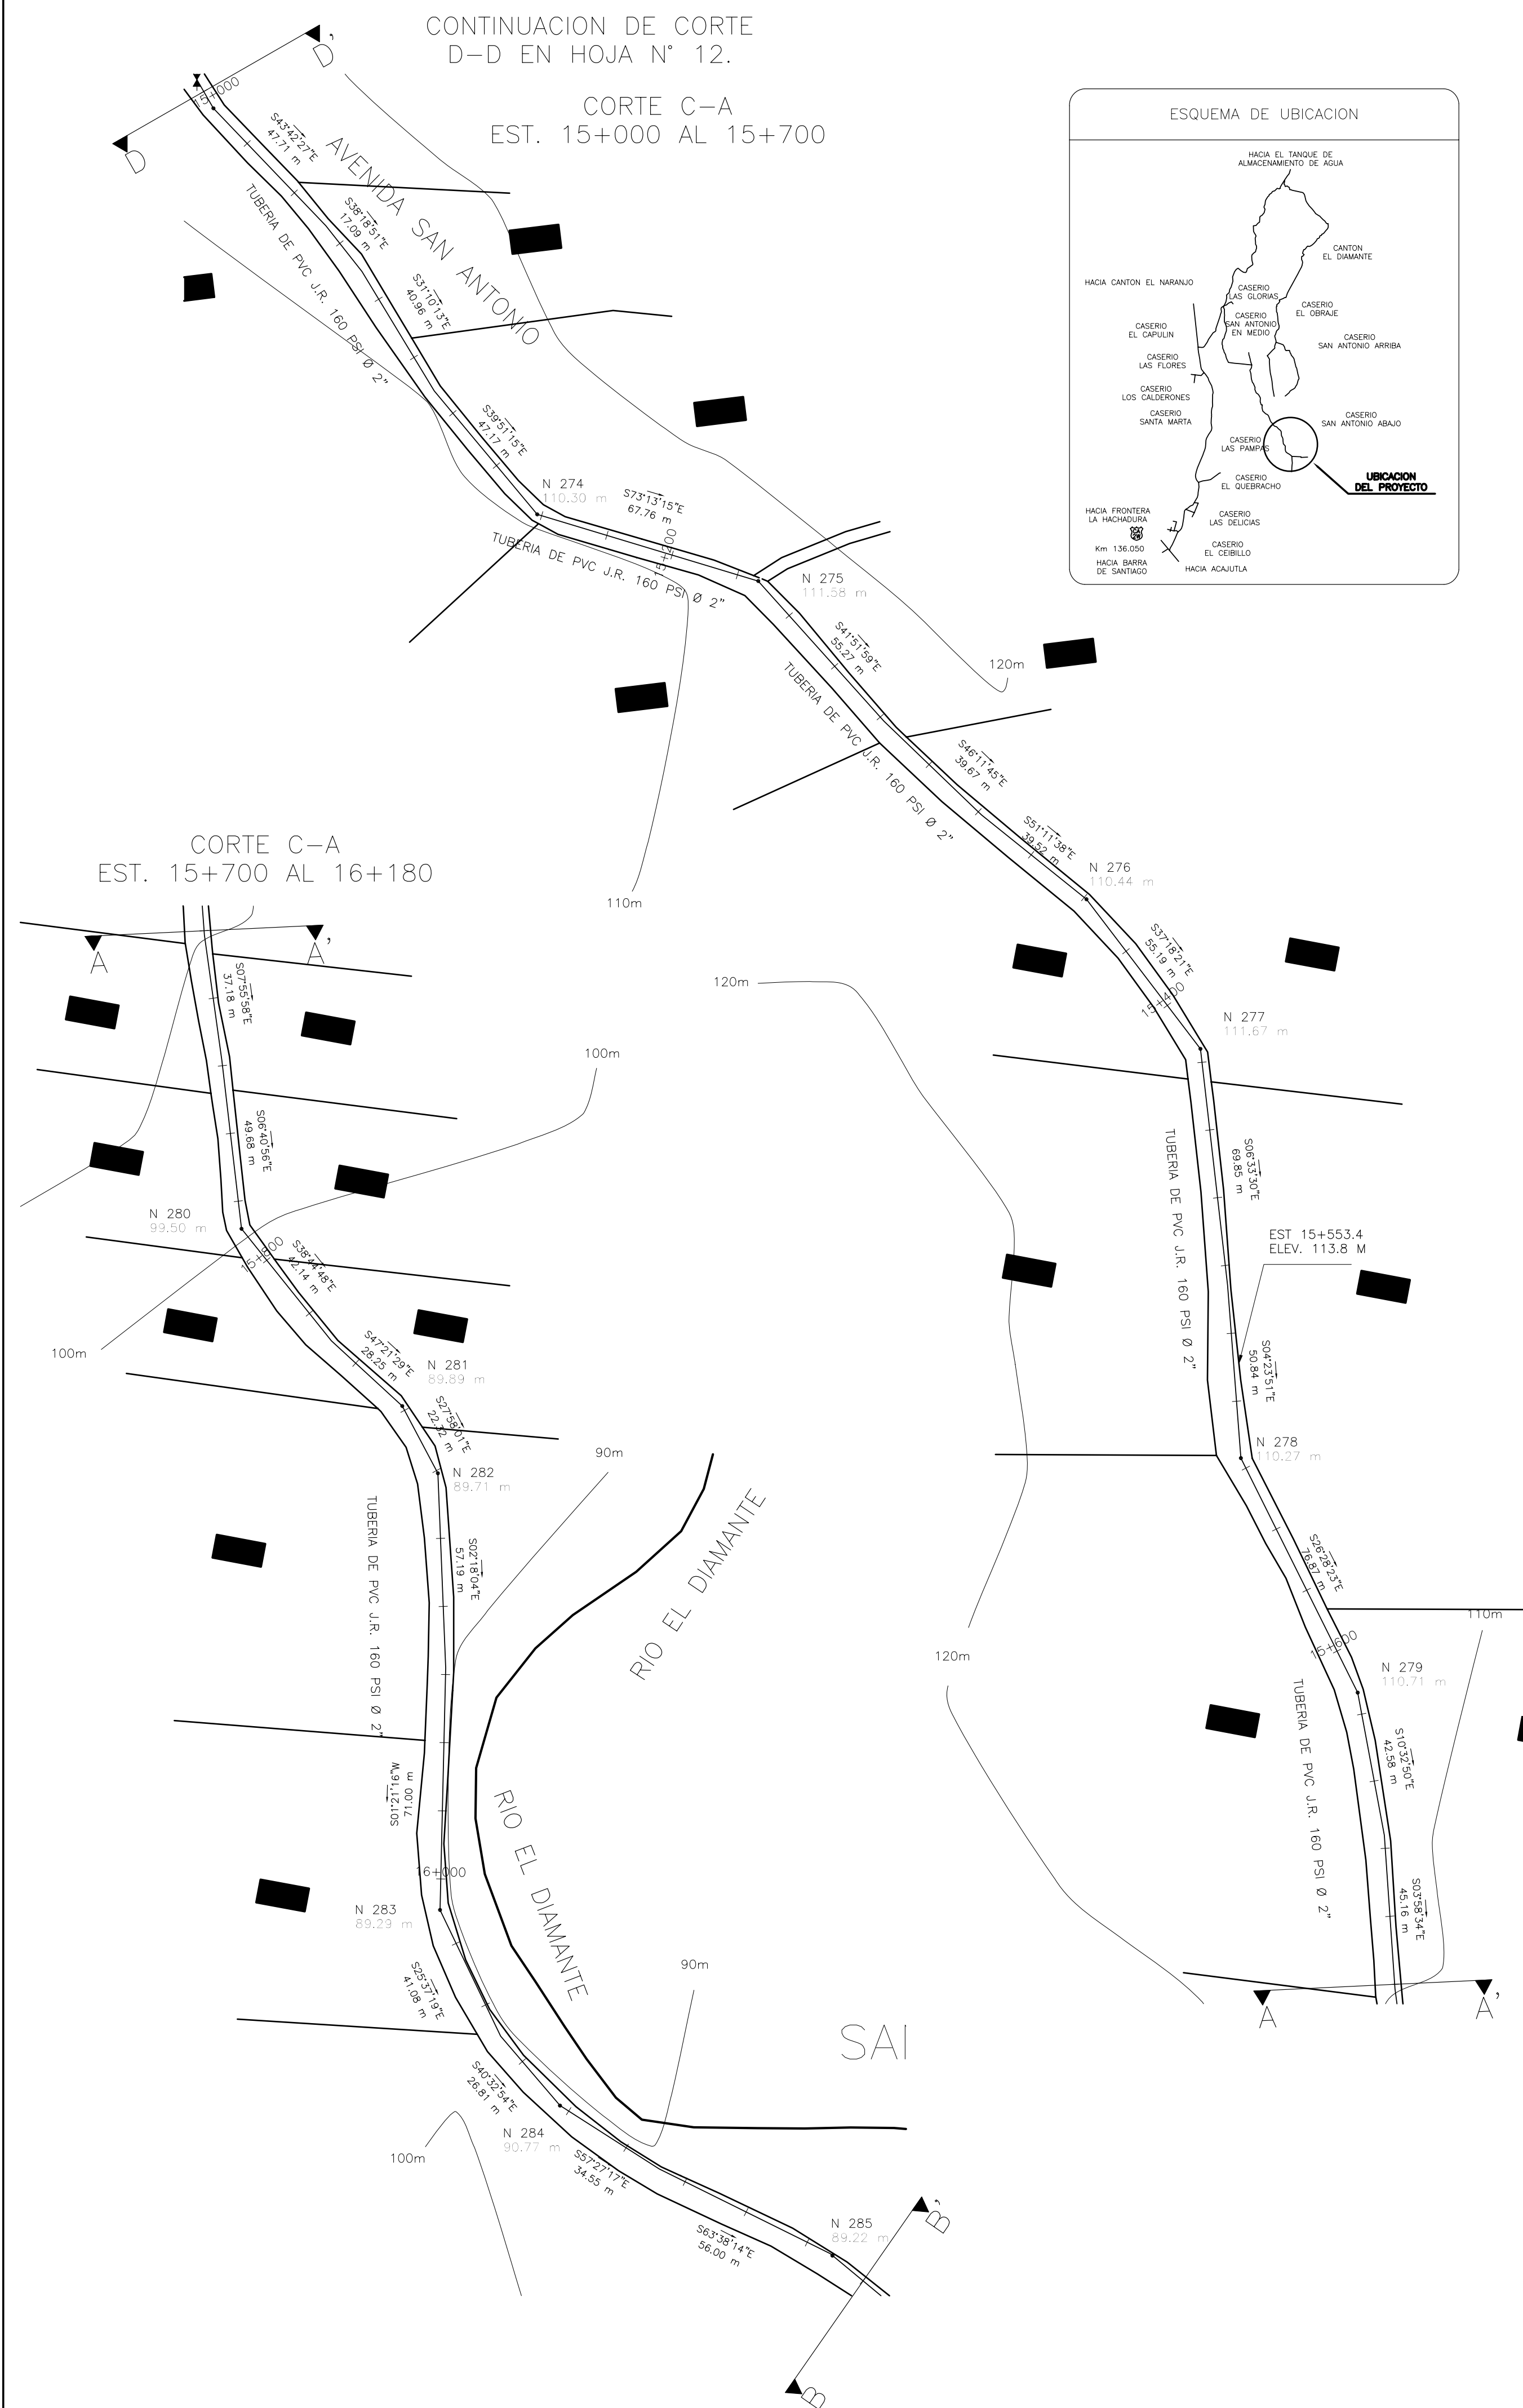 CONTINUACION DE CORTE
D-D EN HOJA N° 12.
CORTE C-A
EST. 15+000 AL 15+700
D'
D
15+000
S43°42'27"E
47.71 m
AVENIDA SAN ANTONIO
TUBERIA DE PVC J.R. 160 PSI Ø 2"
S38°18'51"E
17.09 m
S31°10'13"E
40.96 m
S39°51'15"E
47.17 m
N 274
110.30 m
S73°13'15"E
67.76 m
15+200
TUBERIA DE PVC J.R. 160 PSI Ø 2"
N 275
111.58 m
S41°51'59"E
55.27 m
120m
TUBERIA DE PVC J.R. 160 PSI Ø 2"
S46°11'45"E
39.67 m
S51°11'38"E
39.52 m
N 276
110.44 m
110m
S37°18'21"E
55.19 m
15+400
120m
N 277
111.67 m
TUBERIA DE PVC J.R. 160 PSI Ø 2"
S06°33'30"E
69.85 m
EST 15+553.4
ELEV. 113.8 M
S04°23'51"E
50.84 m
N 278
110.27 m
S26°28'23"E
76.87 m
110m
15+600
120m
N 279
110.71 m
TUBERIA DE PVC J.R. 160 PSI Ø 2"
S10°32'50"E
42.58 m
S03°58'34"E
45.16 m
A
A'
ESQUEMA DE UBICACION
HACIA EL TANQUE DE
ALMACENAMIENTO DE AGUA
CANTON
EL DIAMANTE
HACIA CANTON EL NARANJO
CASERIO
LAS GLORIAS
CASERIO
EL OBRAJE
CASERIO
SAN ANTONIO
EN MEDIO
CASERIO
EL CAPULIN
CASERIO
SAN ANTONIO ARRIBA
CASERIO
LAS FLORES
CASERIO
LOS CALDERONES
CASERIO
SANTA MARTA
CASERIO
SAN ANTONIO ABAJO
CASERIO
LAS PAMPAS
CASERIO
EL QUEBRACHO
UBICACION
DEL PROYECTO
HACIA FRONTERA
LA HACHADURA
CASERIO
LAS DELICIAS
Km 136.050
CASERIO
EL CEIBILLO
HACIA BARRA
DE SANTIAGO
HACIA ACAJUTLA
CORTE C-A
EST. 15+700 AL 16+180
A
A'
S07°55'58"E
37.18 m
100m
S06°40'56"E
49.68 m
N 280
99.50 m
15+800
S38°44'48"E
42.14 m
100m
S47°21'29"E
28.25 m
N 281
89.89 m
S27°58'01"E
22.32 m
90m
N 282
89.71 m
TUBERIA DE PVC J.R. 160 PSI Ø 2"
S02°18'04"E
57.19 m
RIO EL DIAMANTE
S01°21'16"W
71.00 m
RIO EL DIAMANTE
16+000
N 283
89.29 m
90m
S25°37'19"E
41.08 m
SAI
S40°32'54"E
26.81 m
N 284
90.77 m
100m
S57°27'17"E
34.55 m
S63°38'14"E
56.00 m
N 285
89.22 m
B'
B